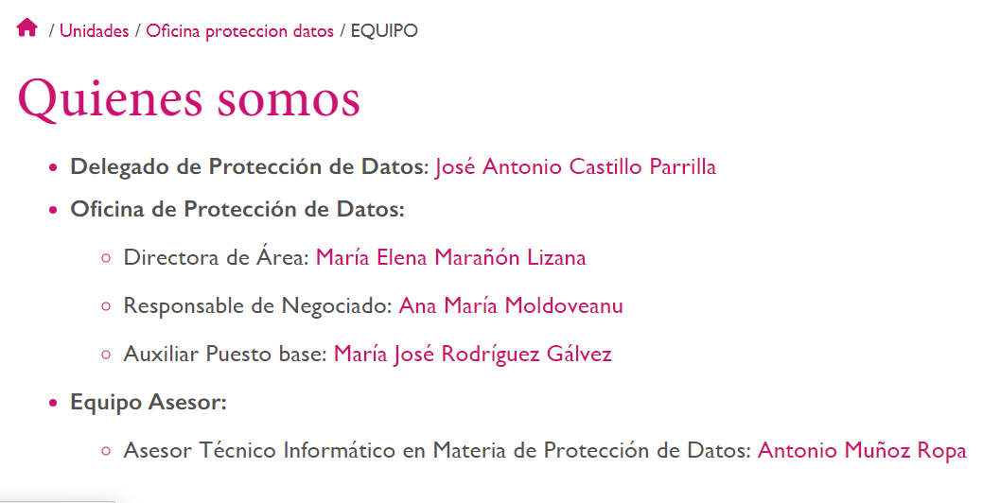 / Unidades / Oficina proteccion datos / EQUIPO
Quienes somos
Delegado de Protección de Datos: José Antonio Castillo Parrilla
Oficina de Protección de Datos:
Directora de Área: María Elena Marañón Lizana
Responsable de Negociado: Ana María Moldoveanu
Auxiliar Puesto base: María José Rodríguez Gálvez
Equipo Asesor:
Asesor Técnico Informático en Materia de Protección de Datos: Antonio Muñoz Ropa